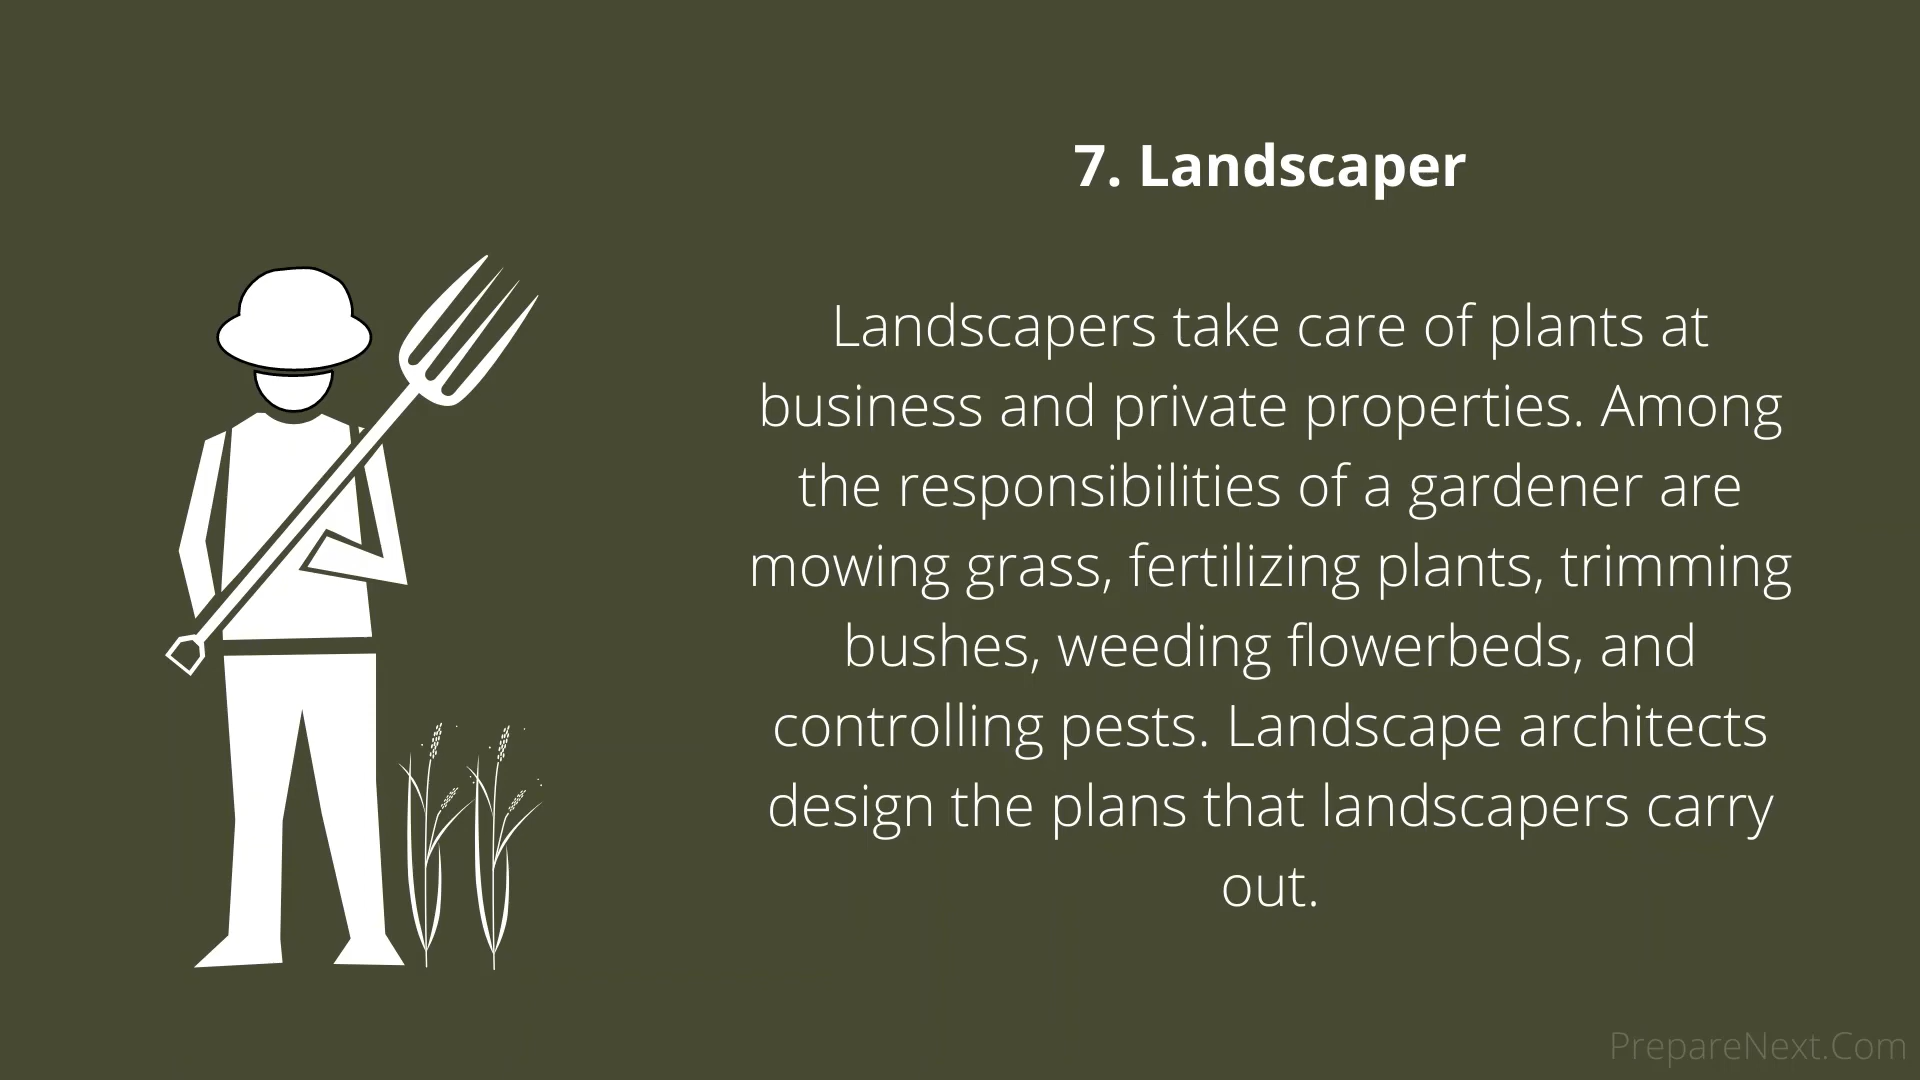 7. Landscaper
Landscapers take care of plants at
business and private properties. Among
the responsibilities of a gardener are
mowing grass, fertilizing plants, trimming
bushes, weeding flowerbeds, and
controlling pests. Landscape architects
design the plans that landscapers carry
out.
PrepareNext.Com